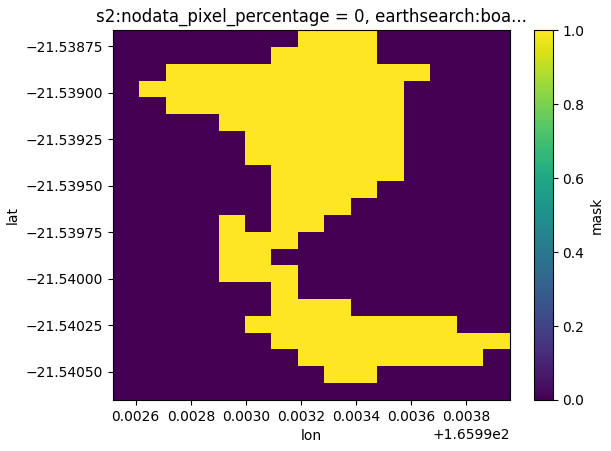 s2:nodata_pixel_percentage = 0, earthsearch:boa...
−21.53875
−21.53900
−21.53925
−21.53950
−21.53975
−21.54000
−21.54025
−21.54050
lat
0.0026 0.0028 0.0030 0.0032 0.0034 0.0036 0.0038
+1.6599e2
lon
1.0
0.8
0.6
0.4
0.2
0.0
mask